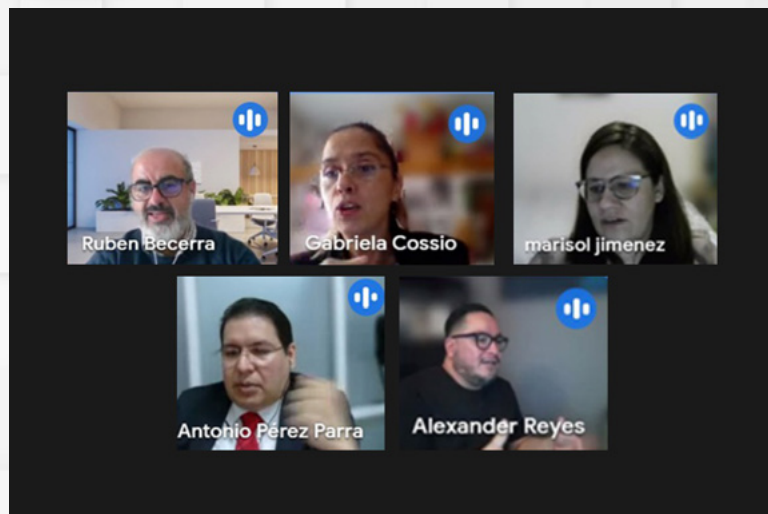 Ruben Becerra
Gabriela Cossio
marisol jimenez
Antonio Pérez Parra
Alexander Reyes